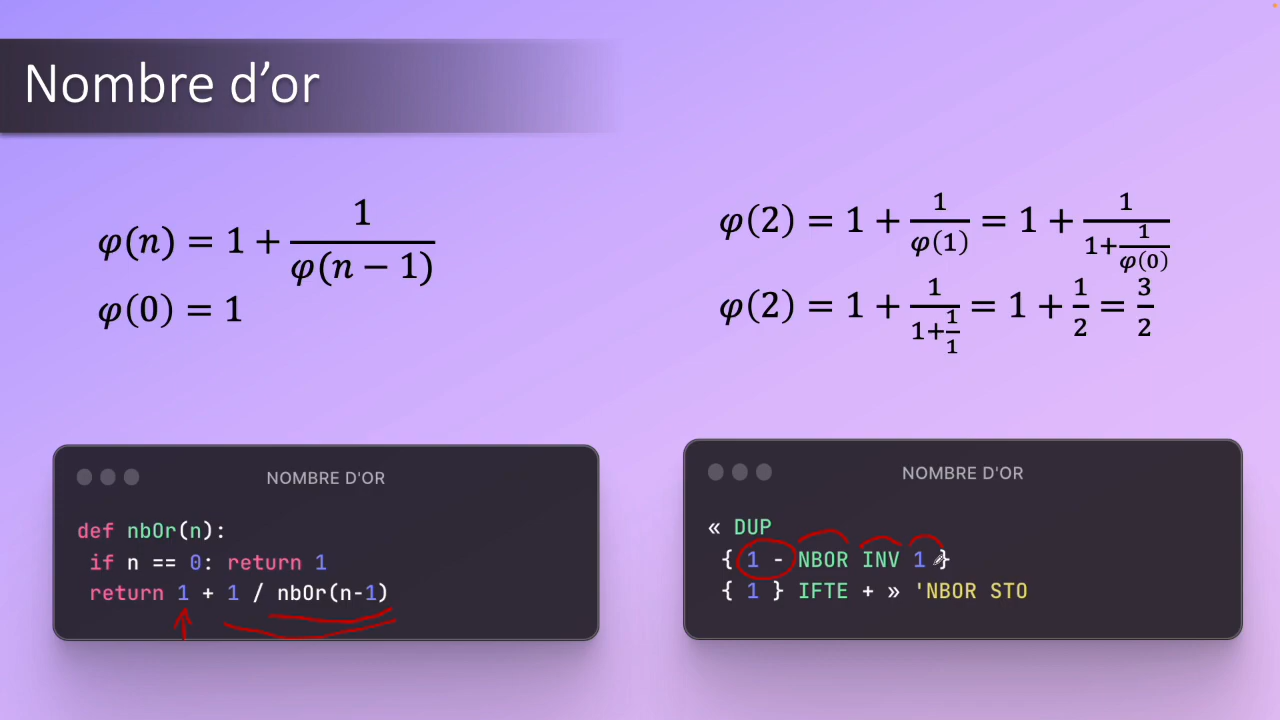 Nombre d’or
φ(n) = 1 + 1/φ(n − 1)
φ(0) = 1
φ(2) = 1 + 1/φ(1) = 1 + 1/(1+1/φ(0))
φ(2) = 1 + 1/(1+1/1) = 1 + 1/2 = 3/2
NOMBRE D'OR
def nbOr(n):
if n == 0: return 1
return 1 + 1 / nbOr(n-1)
NOMBRE D'OR
« DUP
{ 1 - NBOR INV 1 }
{ 1 } IFTE + » 'NBOR STO